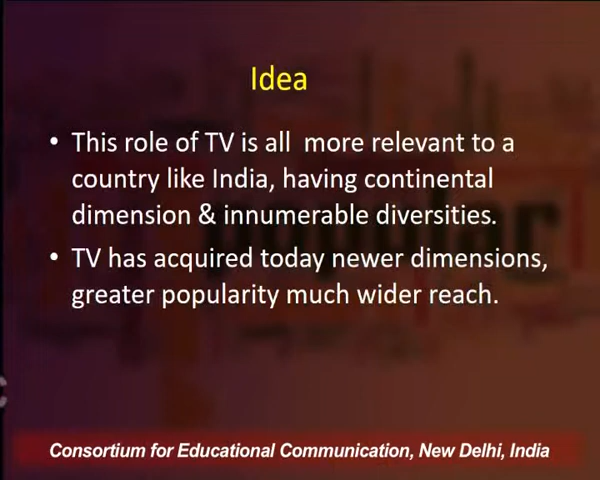 Idea
• This role of TV is all more relevant to a
country like India, having continental
dimension & innumerable diversities.
• TV has acquired today newer dimensions,
greater popularity much wider reach.
Consortium for Educational Communication, New Delhi, India